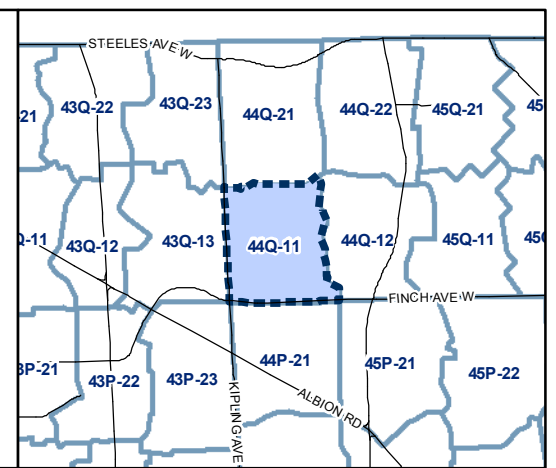 STEELES AVE W
21
43Q-22
43Q-23
44Q-21
44Q-22
45Q-21
45
Q-11
43Q-12
43Q-13
44Q-11
44Q-12
45Q-11
45Q
FINCH AVE W
3P-21
43P-22
43P-23
44P-21
45P-21
45P-22
KIPLING AVE
ALBION RD